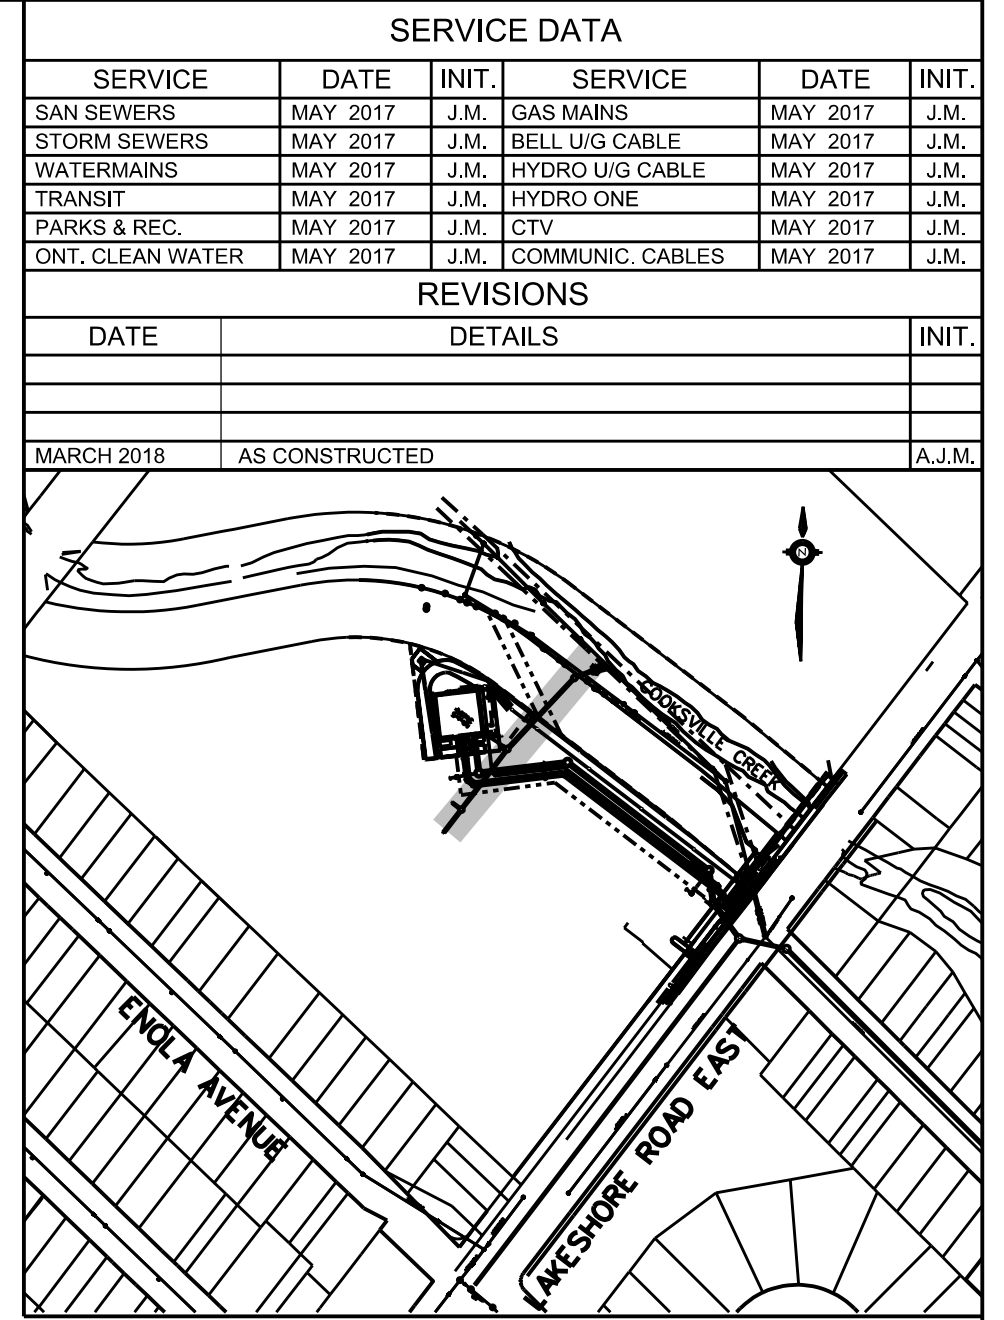 SERVICE DATA
SERVICE DATE INIT. SERVICE DATE INIT.
SAN SEWERS MAY 2017 J.M. GAS MAINS MAY 2017 J.M.
STORM SEWERS MAY 2017 J.M. BELL U/G CABLE MAY 2017 J.M.
WATERMAINS MAY 2017 J.M. HYDRO U/G CABLE MAY 2017 J.M.
TRANSIT MAY 2017 J.M. HYDRO ONE MAY 2017 J.M.
PARKS & REC. MAY 2017 J.M. CTV MAY 2017 J.M.
ONT. CLEAN WATER MAY 2017 J.M. COMMUNIC. CABLES MAY 2017 J.M.
REVISIONS
DATE DETAILS INIT.
MARCH 2018 AS CONSTRUCTED A.J.M.
N
COOKSVILLE CREEK
ENOLA AVENUE
LAKESHORE ROAD EAST